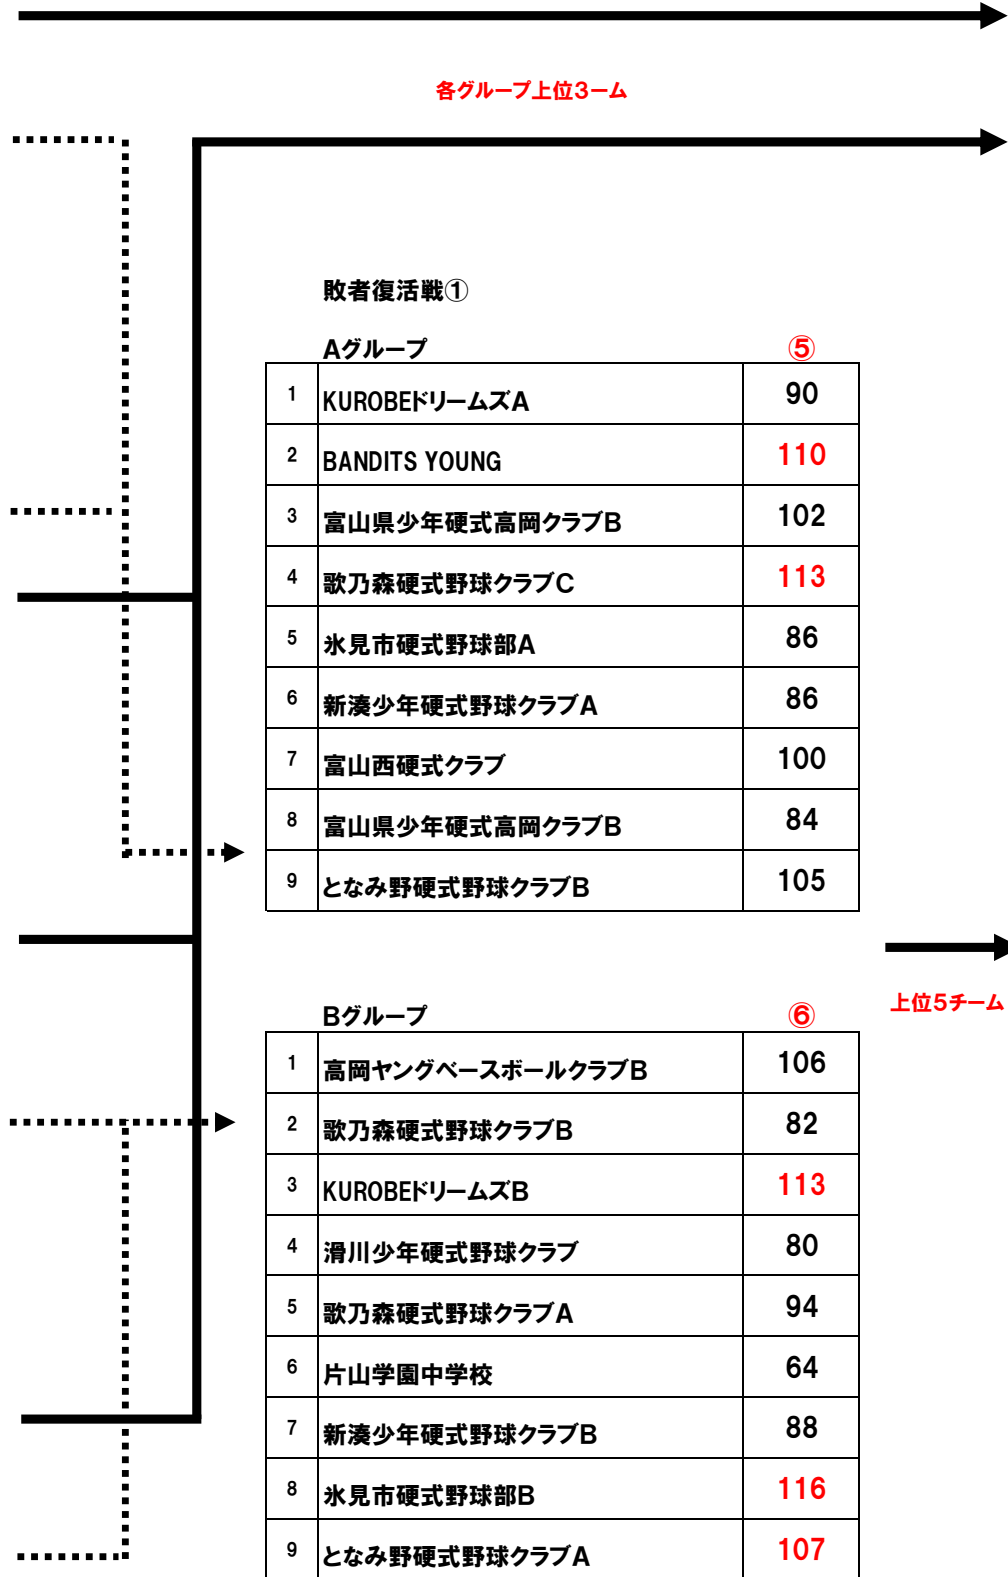 各グループ上位3ーム
敗者復活戦①
Aグループ ⑤
1 KUROBEドリームズA 90
2 BANDITS YOUNG 110
3 富山県少年硬式高岡クラブB 102
4 歌乃森硬式野球クラブC 113
5 氷見市硬式野球部A 86
6 新湊少年硬式野球クラブA 86
7 富山西硬式クラブ 100
8 富山県少年硬式高岡クラブB 84
9 となみ野硬式野球クラブB 105
上位5チーム
Bグループ ⑥
1 高岡ヤングベースボールクラブB 106
2 歌乃森硬式野球クラブB 82
3 KUROBEドリームズB 113
4 滑川少年硬式野球クラブ 80
5 歌乃森硬式野球クラブA 94
6 片山学園中学校 64
7 新湊少年硬式野球クラブB 88
8 氷見市硬式野球部B 116
9 となみ野硬式野球クラブA 107